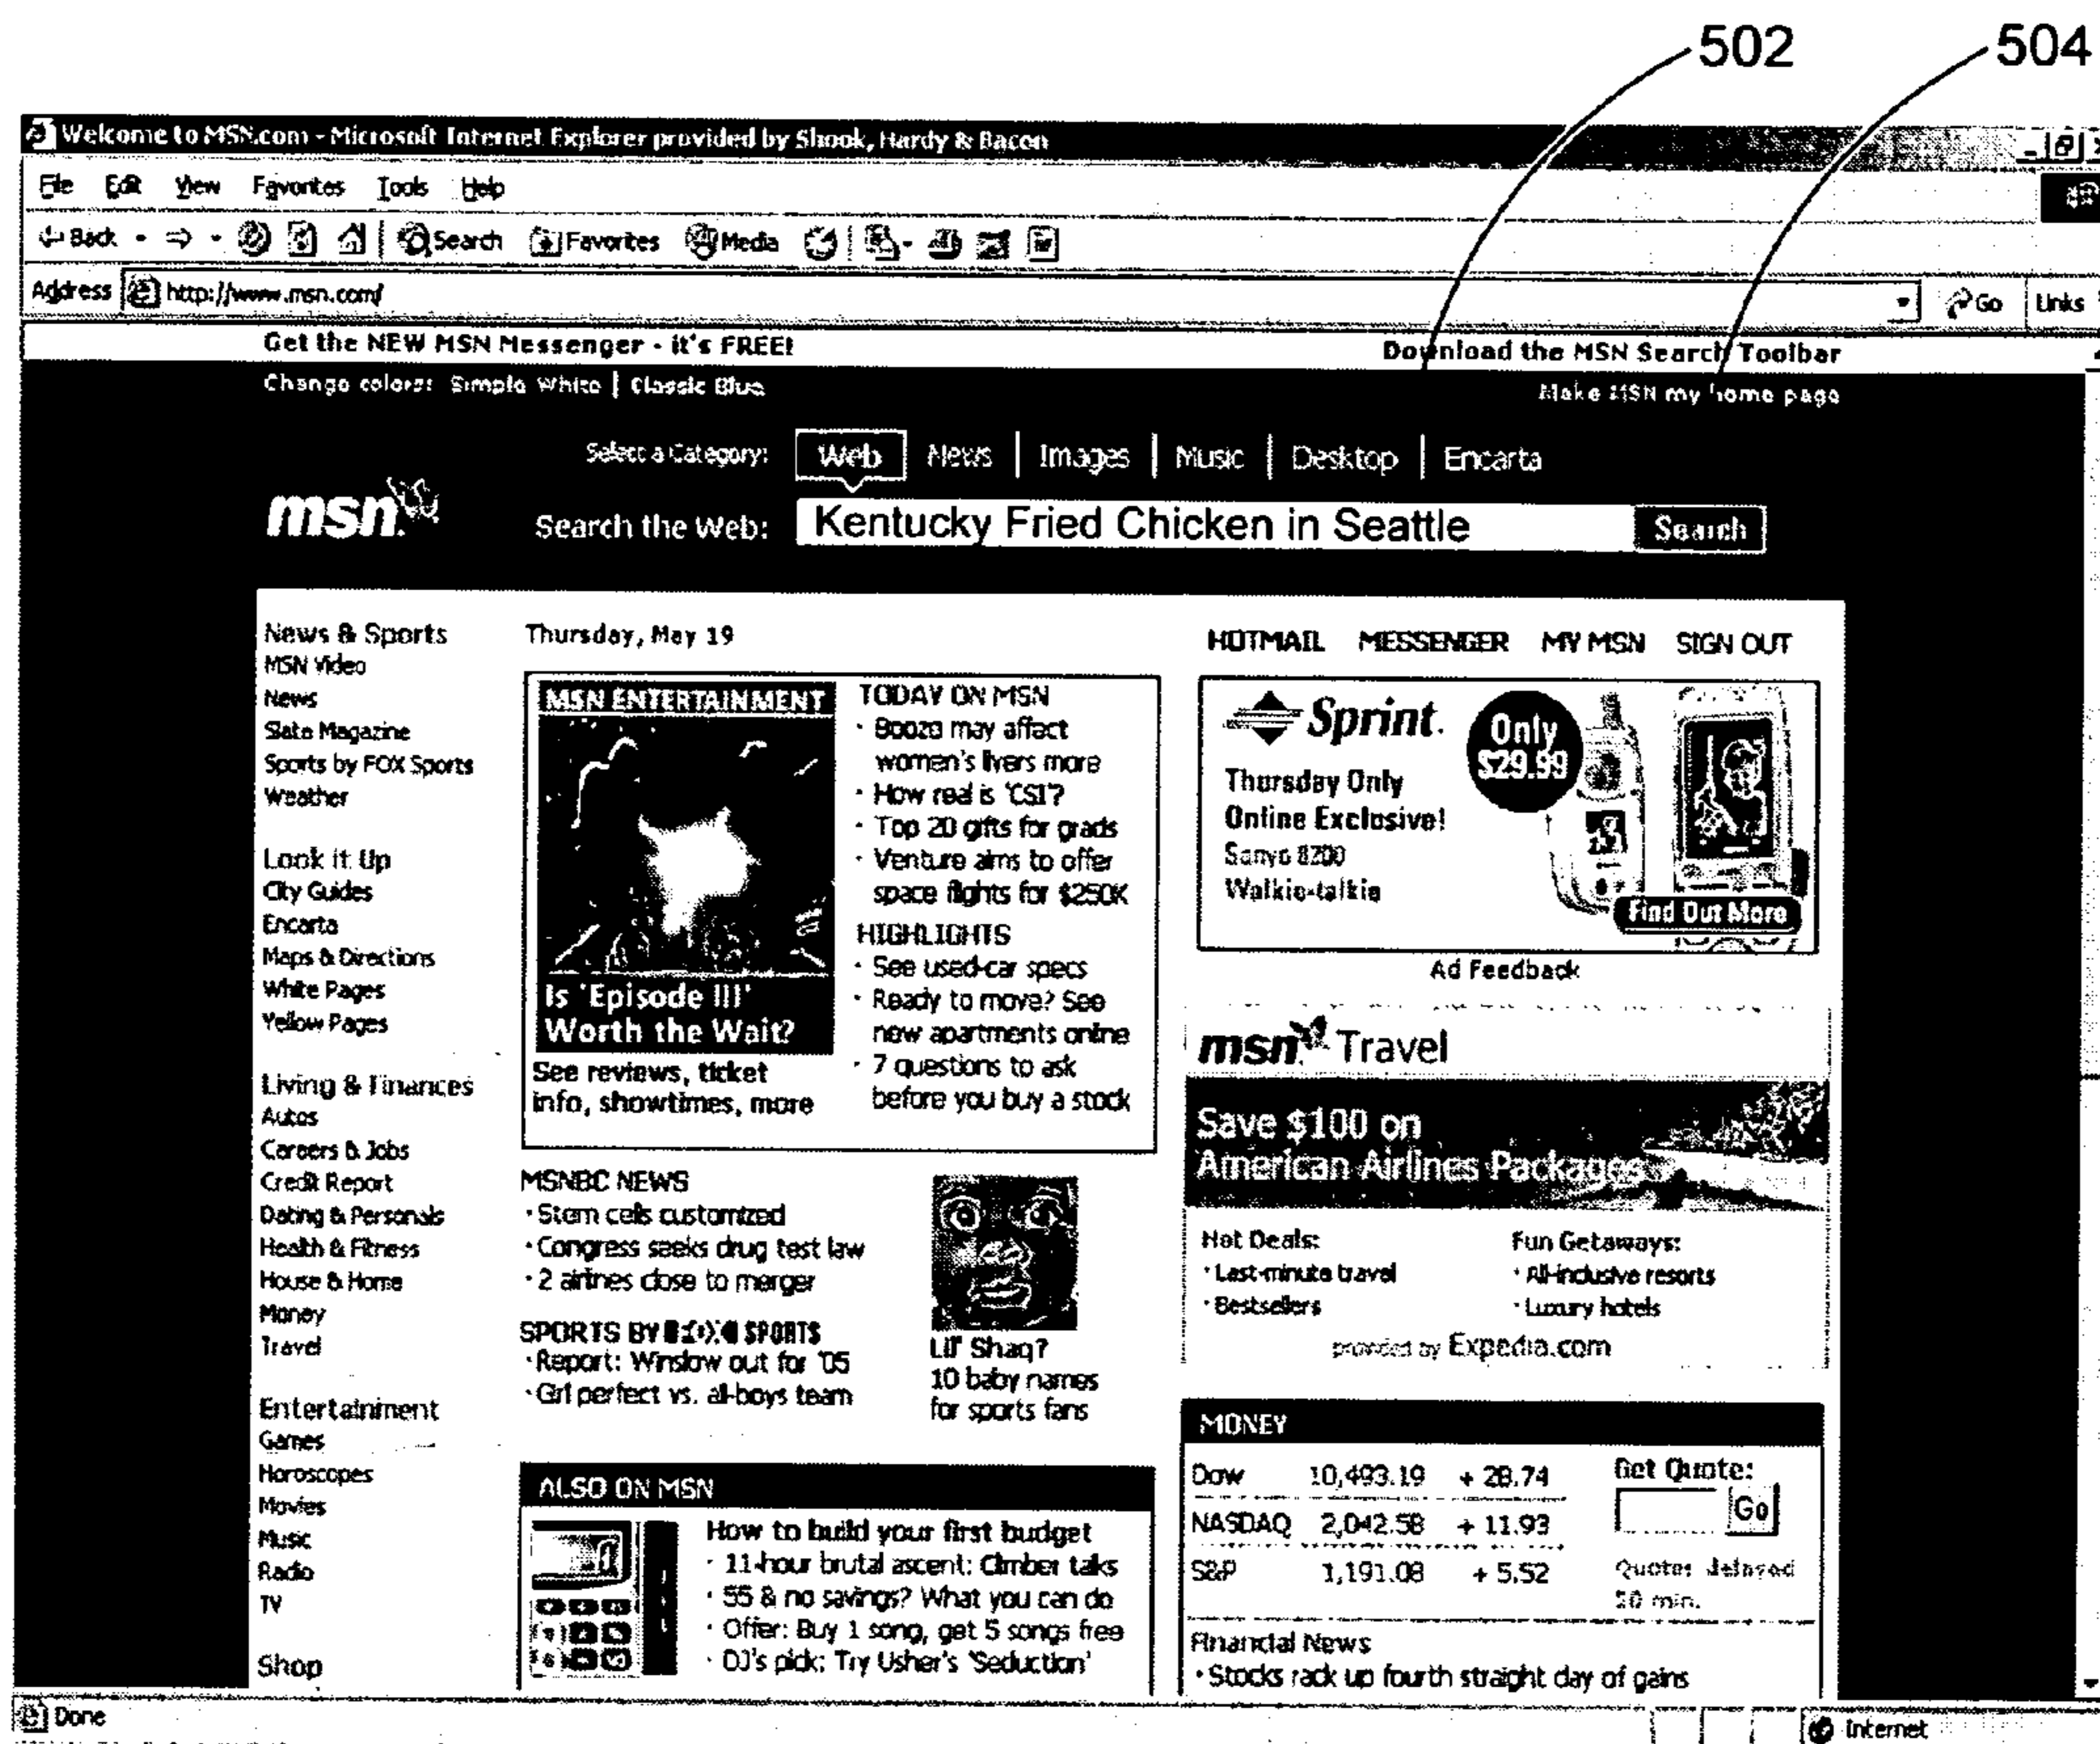 502
504
Welcome to MSN.com - Microsoft Internet Explorer provided by Shook, Hardy & Bacon
File Edit View Favorites Tools Help
Back Search Favorites Media
Address http://www.msn.com/ Go Links
Get the NEW MSN Messenger - it's FREE!
Download the MSN Search Toolbar
Change colors: Simple White | Classic Blue
Make MSN my home page
Select a Category: Web News | Images | Music | Desktop | Encarta
msn
Search the Web: Kentucky Fried Chicken in Seattle Search
News & Sports
MSN Video
News
Slate Magazine
Sports by FOX Sports
Weather
Look it Up
City Guides
Encarta
Maps & Directions
White Pages
Yellow Pages
Living & Finances
Autos
Careers & Jobs
Credit Report
Dating & Personals
Health & Fitness
House & Home
Money
Travel
Entertainment
Games
Horoscopes
Movies
Music
Radio
TV
Shop
Thursday, May 19
MSN ENTERTAINMENT
Is 'Episode III'
Worth the Wait?
See reviews, ticket
info, showtimes, more
TODAY ON MSN
· Booze may affect
women's livers more
· How real is 'CSI'?
· Top 20 gifts for grads
· Venture aims to offer
space flights for $250K
HIGHLIGHTS
· See used-car specs
· Ready to move? See
new apartments online
· 7 questions to ask
before you buy a stock
MSNBC NEWS
· Stem cells customized
· Congress seeks drug test law
· 2 airlines close to merger
SPORTS BY FOX SPORTS
· Report: Winslow out for '05
· Girl perfect vs. all-boys team
Lil' Shaq?
10 baby names
for sports fans
ALSO ON MSN
How to build your first budget
· 11-hour brutal ascent: Climber talks
· 55 & no savings? What you can do
· Offer: Buy 1 song, get 5 songs free
· DJ's pick: Try Usher's 'Seduction'
HOTMAIL MESSENGER MY MSN SIGN OUT
Sprint.
Only
$29.99
Thursday Only
Online Exclusive!
Sanyo 8200
Walkie-talkie
Find Out More
Ad Feedback
msn Travel
Save $100 on
American Airlines Packages
Hot Deals:
· Last-minute travel
· Bestsellers
Fun Getaways:
· All-inclusive resorts
· Luxury hotels
provided by Expedia.com
MONEY
Dow 10,493.19 + 28.74
NASDAQ 2,042.58 + 11.93
S&P 1,191.08 + 5.52
Get Quote:
Go
Quotes delayed
20 min.
Financial News
· Stocks rack up fourth straight day of gains
Done
Internet